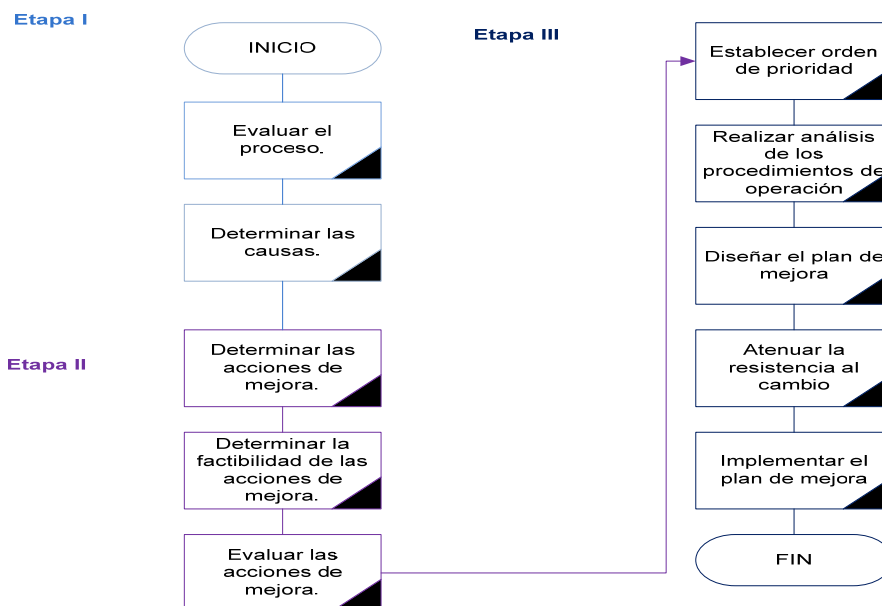 Etapa I
INICIO
Evaluar el
proceso.
Determinar las
causas.
Etapa II
Determinar las
acciones de
mejora.
Determinar la
factibilidad de las
acciones de
mejora.
Evaluar las
acciones de
mejora.
Etapa III
Establecer orden
de prioridad
Realizar análisis
de los
procedimientos de
operación
Diseñar el plan de
mejora
Atenuar la
resistencia al
cambio
Implementar el
plan de mejora
FIN